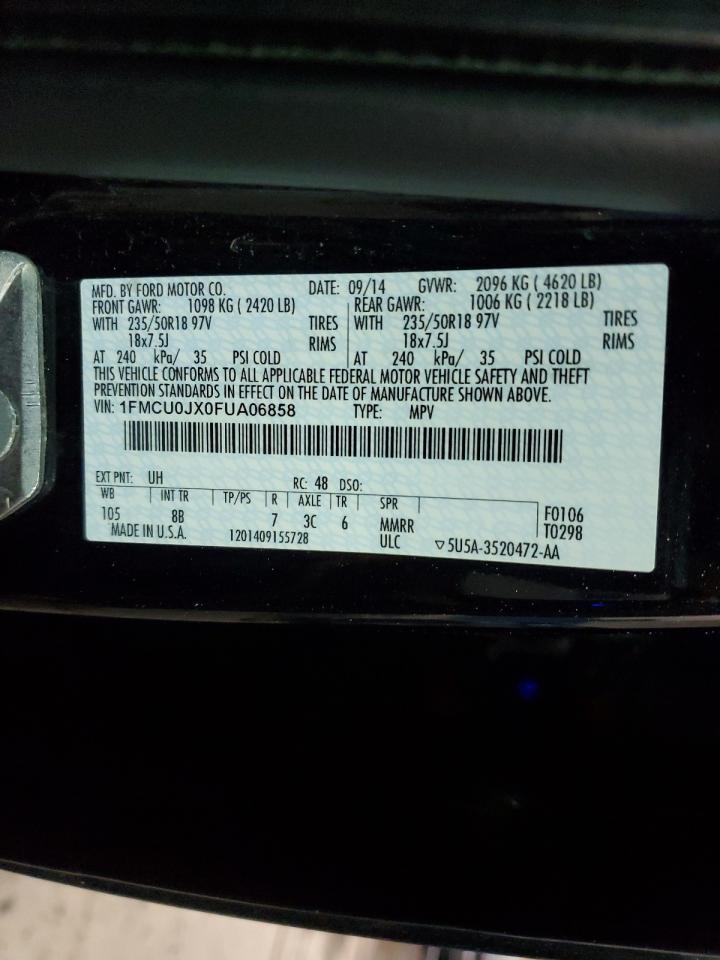 MFD. BY FORD MOTOR CO. DATE: 09/14 GVWR: 2096 KG ( 4620 LB)
FRONT GAWR: 1098 KG ( 2420 LB) REAR GAWR: 1006 KG ( 2218 LB)
WITH 235/50R18 97V TIRES WITH 235/50R18 97V TIRES
18x7.5J RIMS 18x7.5J RIMS
AT 240 kPa/ 35 PSI COLD AT 240 kPa/ 35 PSI COLD
THIS VEHICLE CONFORMS TO ALL APPLICABLE FEDERAL MOTOR VEHICLE SAFETY AND THEFT
PREVENTION STANDARDS IN EFFECT ON THE DATE OF MANUFACTURE SHOWN ABOVE.
VIN: 1FMCU0JX0FUA06858 TYPE: MPV
EXT PNT: UH RC: 48 DSO:
WB INT TR TP/PS R AXLE TR SPR F0106
105 8B 7 3C 6 MMRR T0298
MADE IN U.S.A. 1201409155728 ULC ▽5U5A-3520472-AA